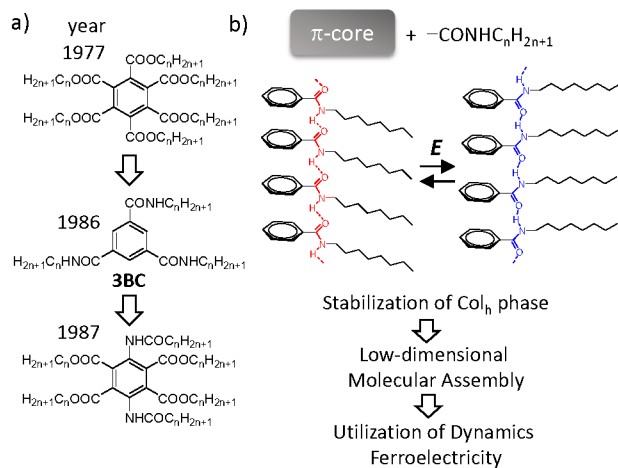 a)
year
1977
COOCₙH₂ₙ₊₁
H₂ₙ₊₁CₙOOC COOCₙH₂ₙ₊₁
H₂ₙ₊₁CₙOOC COOCₙH₂ₙ₊₁
COOCₙH₂ₙ₊₁
1986
CONHCₙH₂ₙ₊₁
H₂ₙ₊₁CₙHNOC CONHCₙH₂ₙ₊₁
3BC
1987
NHCOCₙH₂ₙ₊₁
H₂ₙ₊₁CₙOOC COOCₙH₂ₙ₊₁
H₂ₙ₊₁CₙOOC COOCₙH₂ₙ₊₁
NHCOCₙH₂ₙ₊₁
b)
π-core + −CONHCₙH₂ₙ₊₁
O
N
H
O
N
H
O
N
H
O
N
H
E
H
N
O
H
N
O
H
N
O
H
N
O
Stabilization of Colₕ phase
Low-dimensional
Molecular Assembly
Utilization of Dynamics
Ferroelectricity